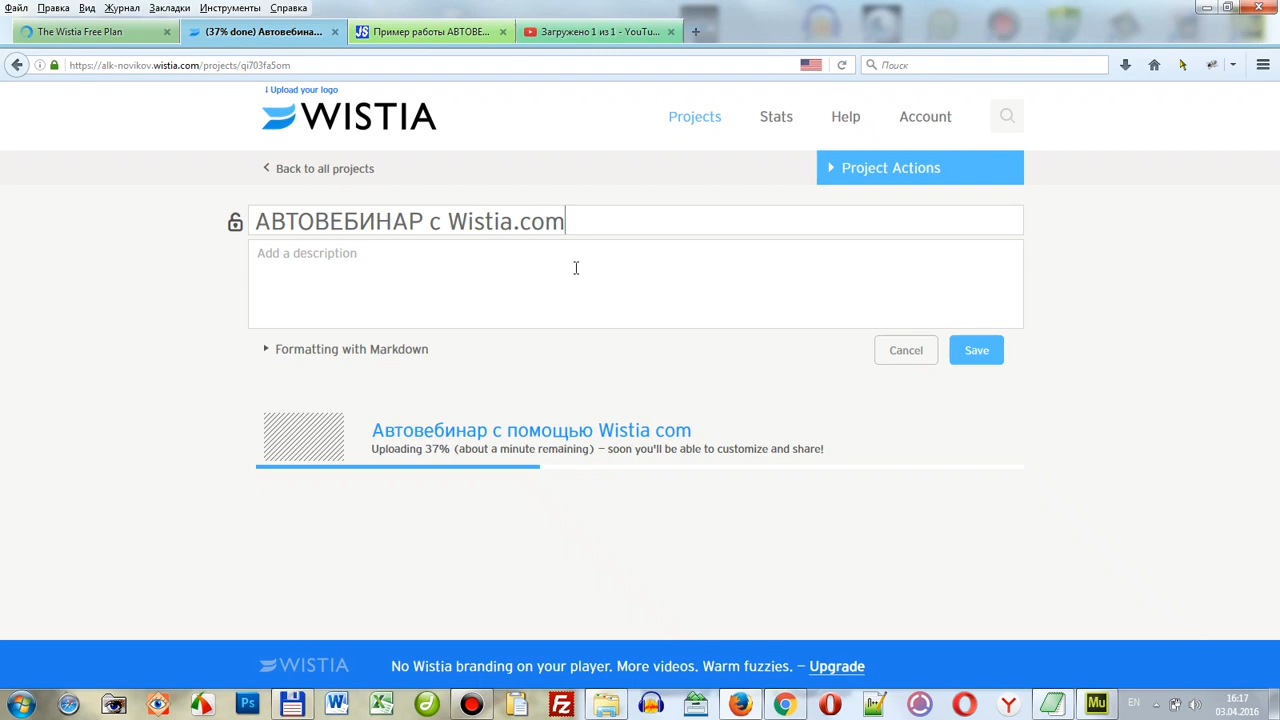 Файл Правка Вид Журнал Закладки Инструменты Справка
The Wistia Free Plan
(37% done) Автовебина...
JS Пример работы АВТОВЕ...
Загружено 1 из 1 - YouTu...
https://alk-novikov.wistia.com/projects/qi703fa5om
Поиск
Upload your logo
WISTIA
Projects Stats Help Account
Back to all projects
Project Actions
АВТОВЕБИНАР с Wistia.com
Add a description
Formatting with Markdown
Cancel
Save
Автовебинар с помощью Wistia com
Uploading 37% (about a minute remaining) – soon you'll be able to customize and share!
WISTIA
No Wistia branding on your player. More videos. Warm fuzzies. – Upgrade
Ps
Fz
Mu
EN
16:17
03.04.2016